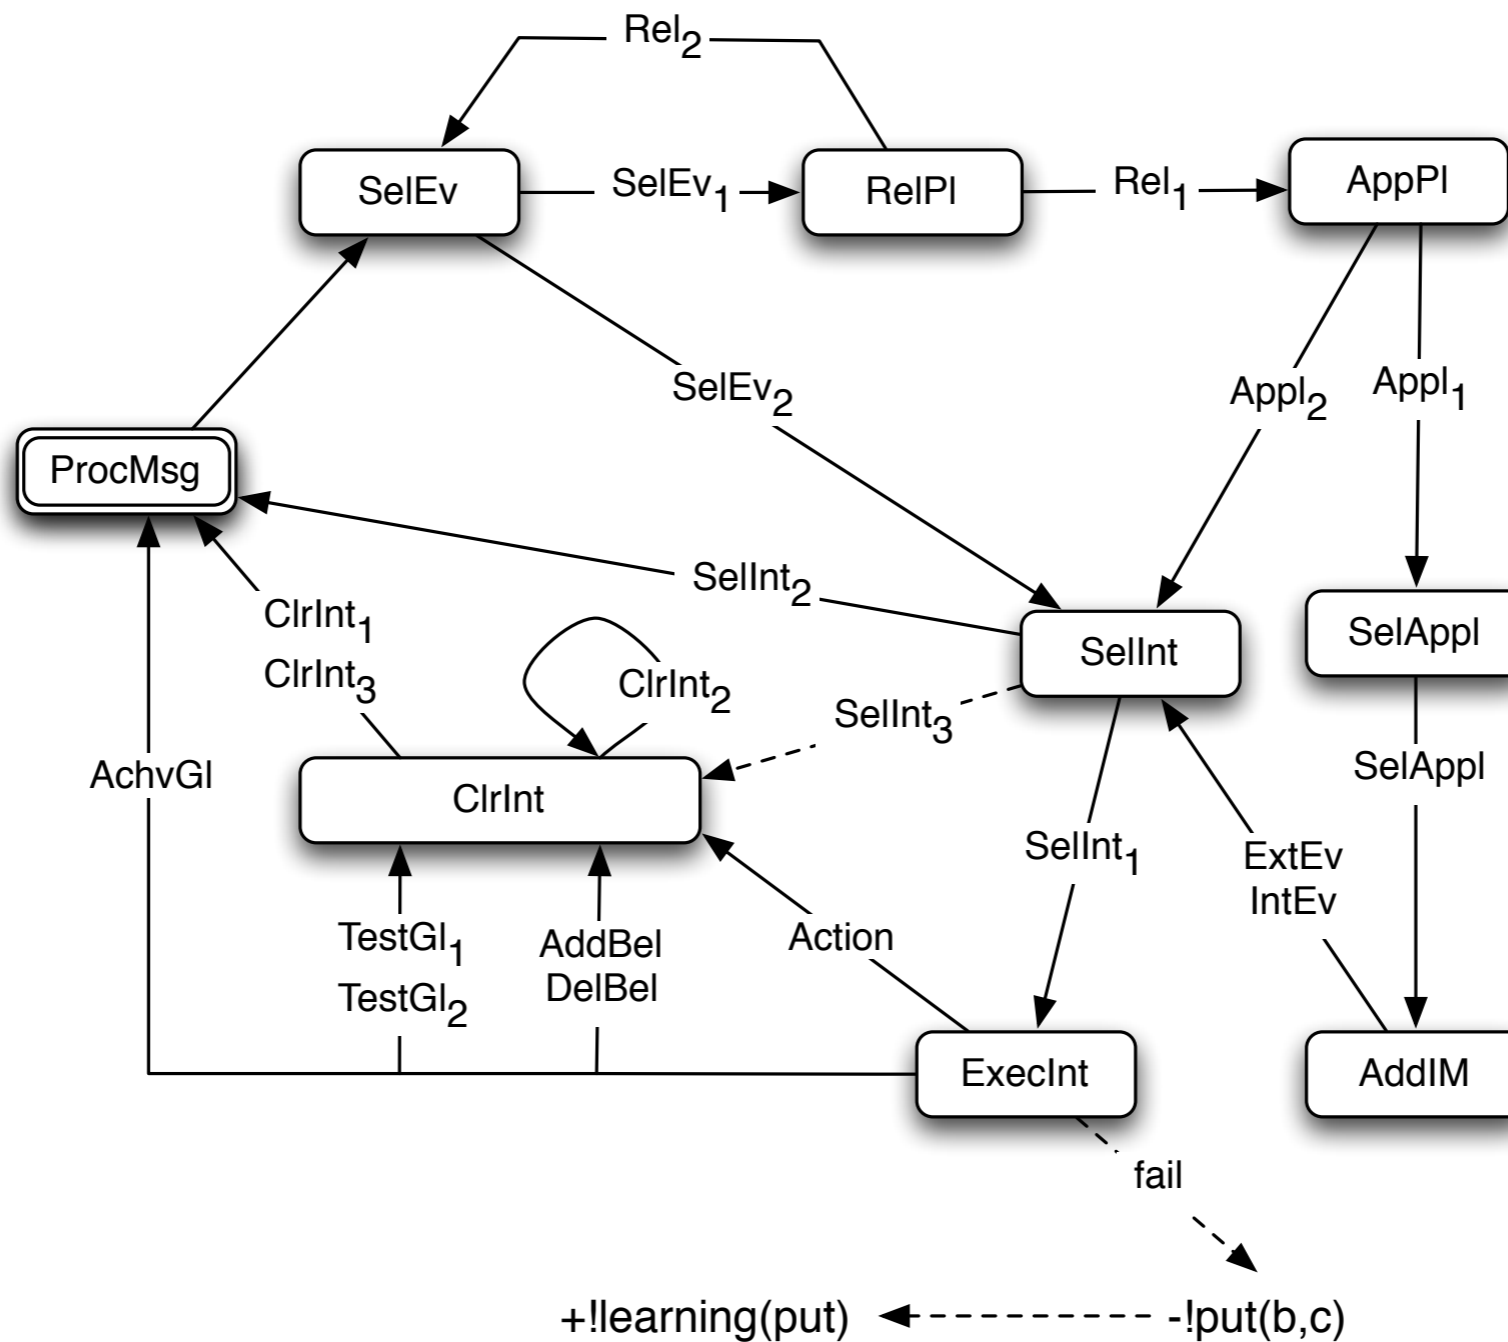 Rel2
SelEv
SelEv1
RelPl
Rel1
AppPl
SelEv2
Appl2
Appl1
ProcMsg
SelInt2
ClrInt1
ClrInt3
ClrInt2
SelInt3
SelInt
SelAppl
AchvGl
ClrInt
SelInt1
SelAppl
ExtEv
IntEv
TestGl1
TestGl2
AddBel
DelBel
Action
ExecInt
AddIM
fail
+!learning(put)
-!put(b,c)